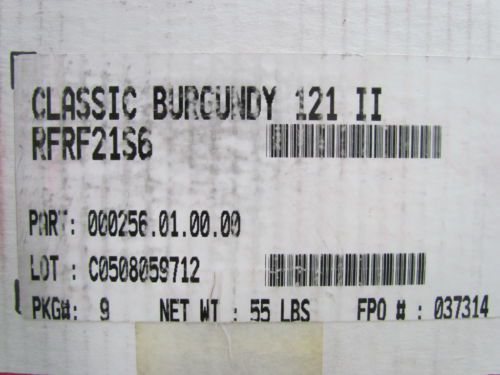 CLASSIC BURGUNDY 121 II
RFRF21S6
PART: 000256.01.00.00
LOT : C0508059712
PKG#: 9 NET WT : 55 LBS FPO # : 037314